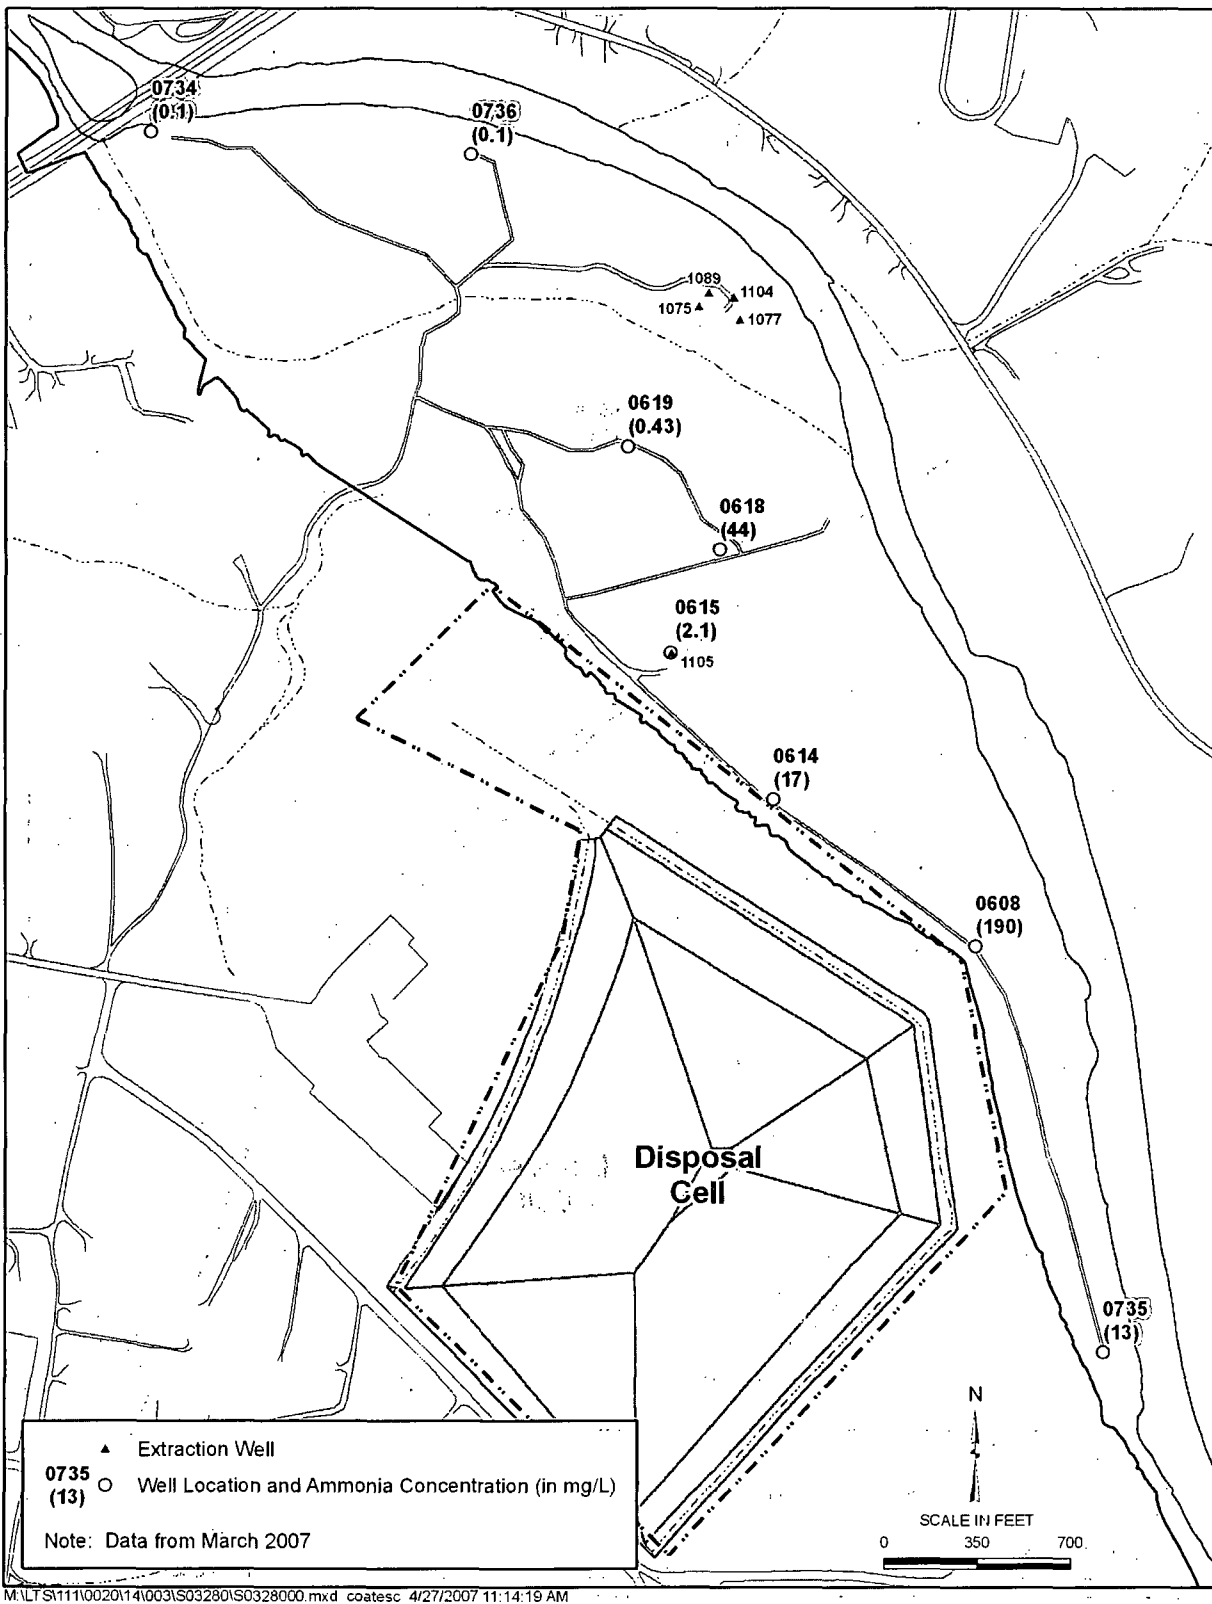 0734
(0.1)
0736
(0.1)
1089
1104
1075
1077
0619
(0.43)
0618
(44)
0615
(2.1)
1105
0614
(17)
0608
(190)
Disposal
Cell
0735
(13)
N
SCALE IN FEET
0 350 700
Extraction Well
0735
(13)
Well Location and Ammonia Concentration (in mg/L)
Note: Data from March 2007
M:\LTS\111\0020\14\003\S03280\S0328000.mxd coatesc 4/27/2007 11:14:19 AM